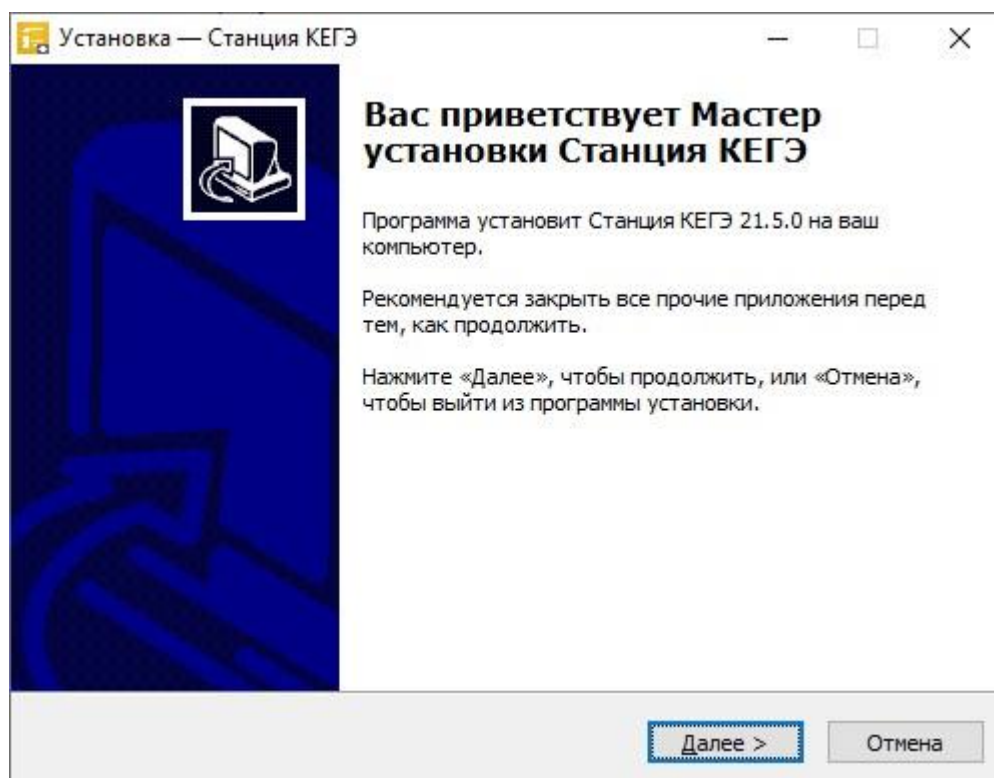 Установка — Станция КЕГЭ
Вас приветствует Мастер
установки Станция КЕГЭ
Программа установит Станция КЕГЭ 21.5.0 на ваш
компьютер.
Рекомендуется закрыть все прочие приложения перед
тем, как продолжить.
Нажмите «Далее», чтобы продолжить, или «Отмена»,
чтобы выйти из программы установки.
Далее >
Отмена